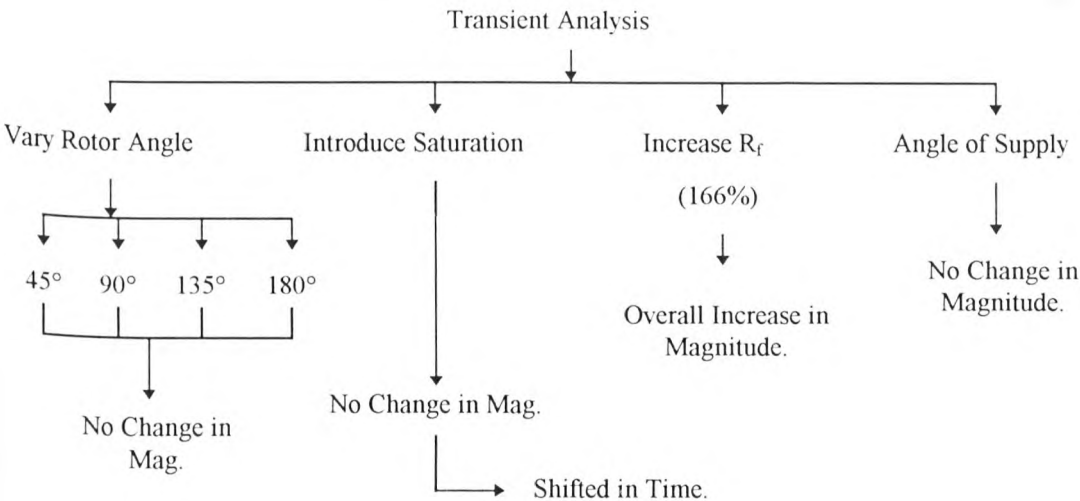 Transient Analysis
Vary Rotor Angle
Introduce Saturation
Increase Rf
(166%)
Angle of Supply
45° 90° 135° 180°
No Change in
Magnitude.
Overall Increase in
Magnitude.
No Change in Mag.
No Change in
Mag.
Shifted in Time.